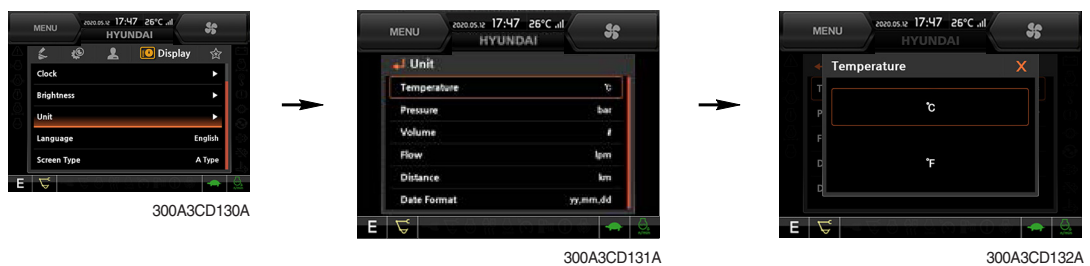 MENU
2020.05.12 17:47 26°C
HYUNDAI
Display
Clock
Brightness
Unit
Language English
Screen Type A Type
E
300A3CD130A
MENU
2020.05.12 17:47 26°C
HYUNDAI
Unit
Temperature ℃
Pressure bar
Volume ℓ
Flow lpm
Distance km
Date Format yy,mm,dd
E
300A3CD131A
MENU
2020.05.12 17:47 26°C
HYUNDAI
Temperature X
℃
℉
E
300A3CD132A